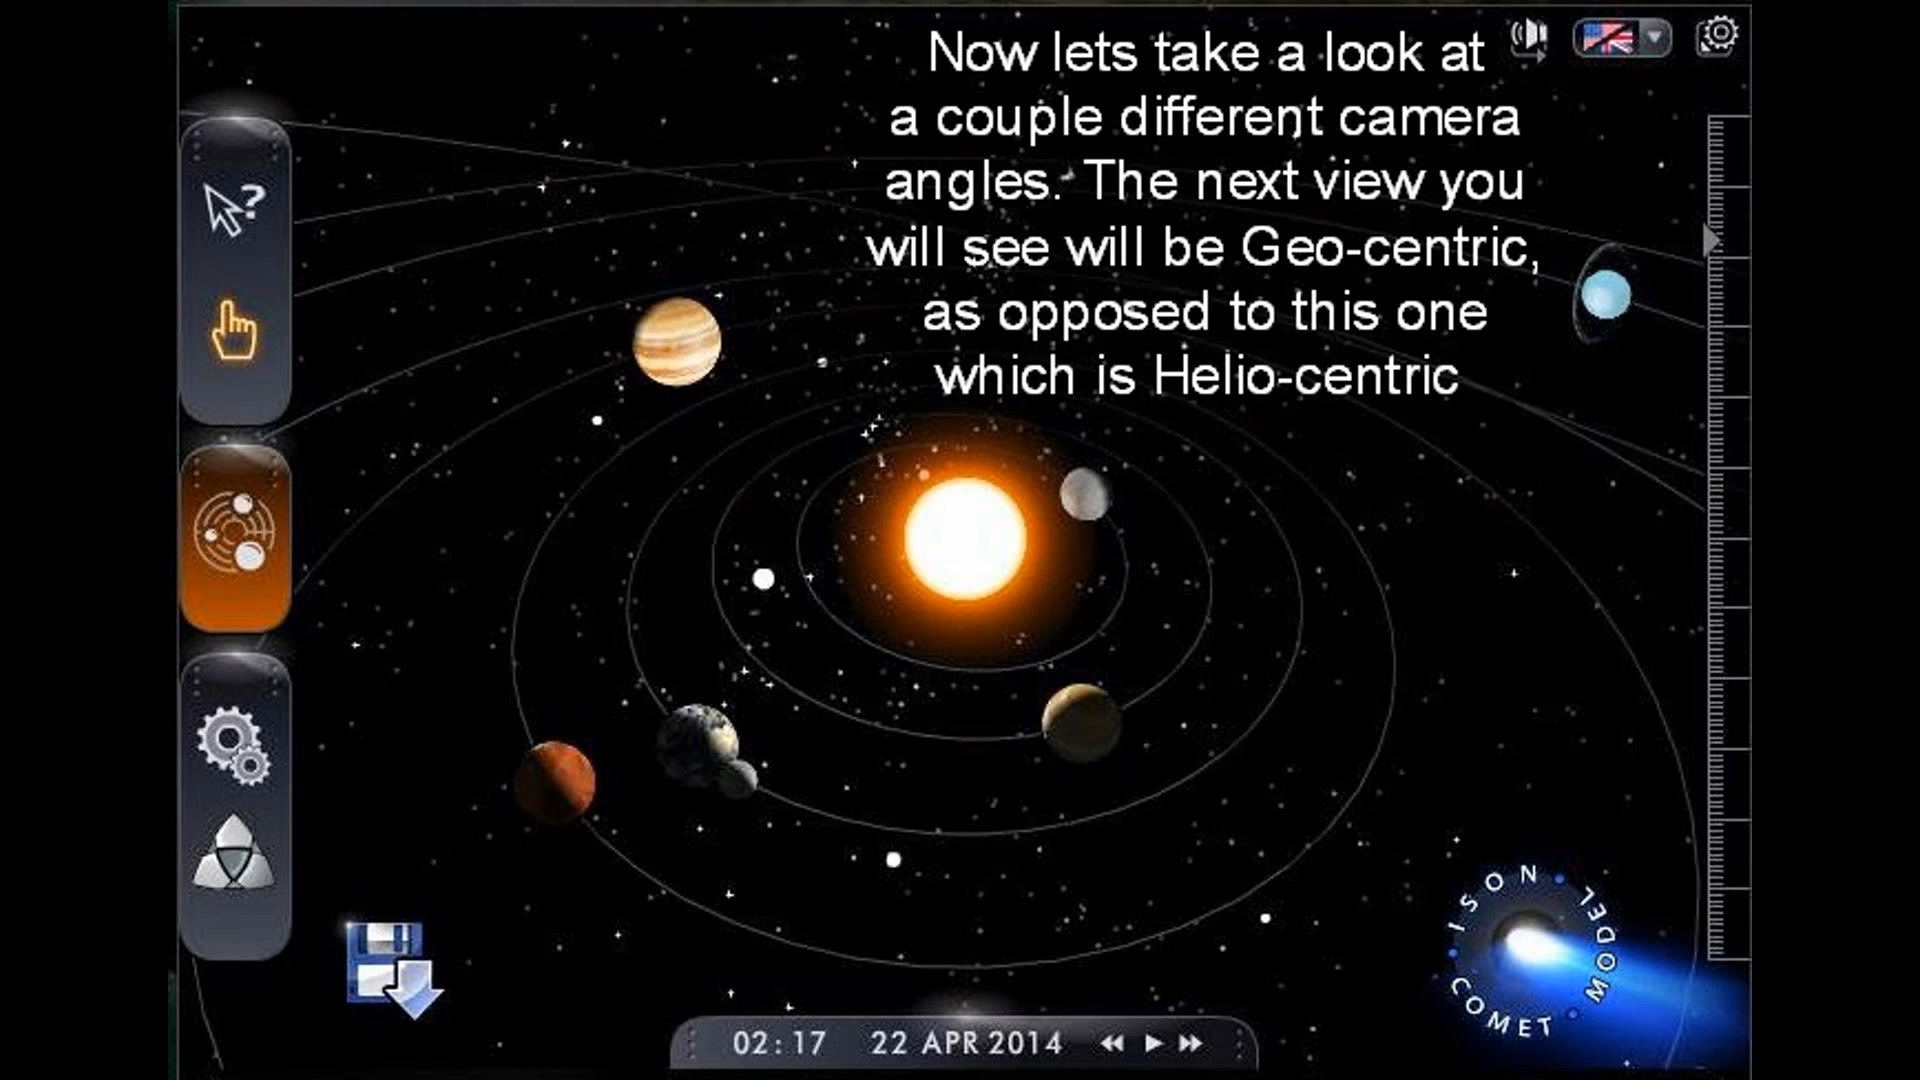 Now lets take a look at
a couple different camera
angles. The next view you
will see will be Geo-centric,
as opposed to this one
which is Helio-centric
?
ISON MODEL COMET
02:17 22 APR 2014